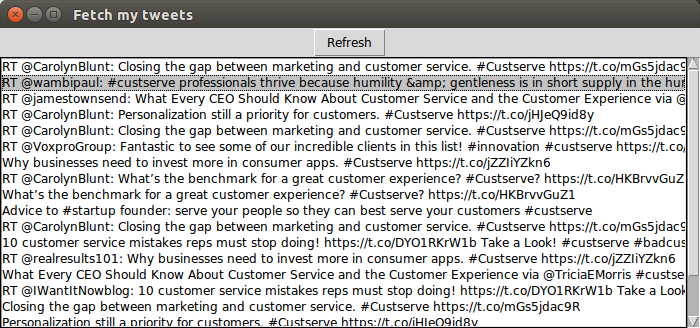 Fetch my tweets
Refresh
RT @CarolynBlunt: Closing the gap between marketing and customer service. #Custserve https://t.co/mGs5jdac9
RT @wambipaul: #custserve professionals thrive because humility &amp; gentleness is in short supply in the hur
RT @jamestownsend: What Every CEO Should Know About Customer Service and the Customer Experience via @
RT @CarolynBlunt: Personalization still a priority for customers. #Custserve https://t.co/jHJeQ9id8y
RT @CarolynBlunt: Closing the gap between marketing and customer service. #Custserve https://t.co/mGs5jdac9
RT @VoxproGroup: Fantastic to see some of our incredible clients in this list! #innovation #custserve https://t.co/
Why businesses need to invest more in consumer apps. #Custserve https://t.co/jZZIiYZkn6
RT @CarolynBlunt: What's the benchmark for a great customer experience? #Custserve? https://t.co/HKBrvvGuZ
What's the benchmark for a great customer experience? #Custserve? https://t.co/HKBrvvGuZ1
Advice to #startup founder: serve your people so they can best serve your customers #custserve
RT @CarolynBlunt: Closing the gap between marketing and customer service. #Custserve https://t.co/mGs5jdac9
10 customer service mistakes reps must stop doing! https://t.co/DYO1RKrW1b Take a Look! #custserve #badcus
RT @realresults101: Why businesses need to invest more in consumer apps. #Custserve https://t.co/jZZIiYZkn6
What Every CEO Should Know About Customer Service and the Customer Experience via @TriciaEMorris #custse
RT @IWantItNowblog: 10 customer service mistakes reps must stop doing! https://t.co/DYO1RKrW1b Take a Look
Closing the gap between marketing and customer service. #Custserve https://t.co/mGs5jdac9R
Personalization still a priority for customers. #Custserve https://t.co/jHJeQ9id8y